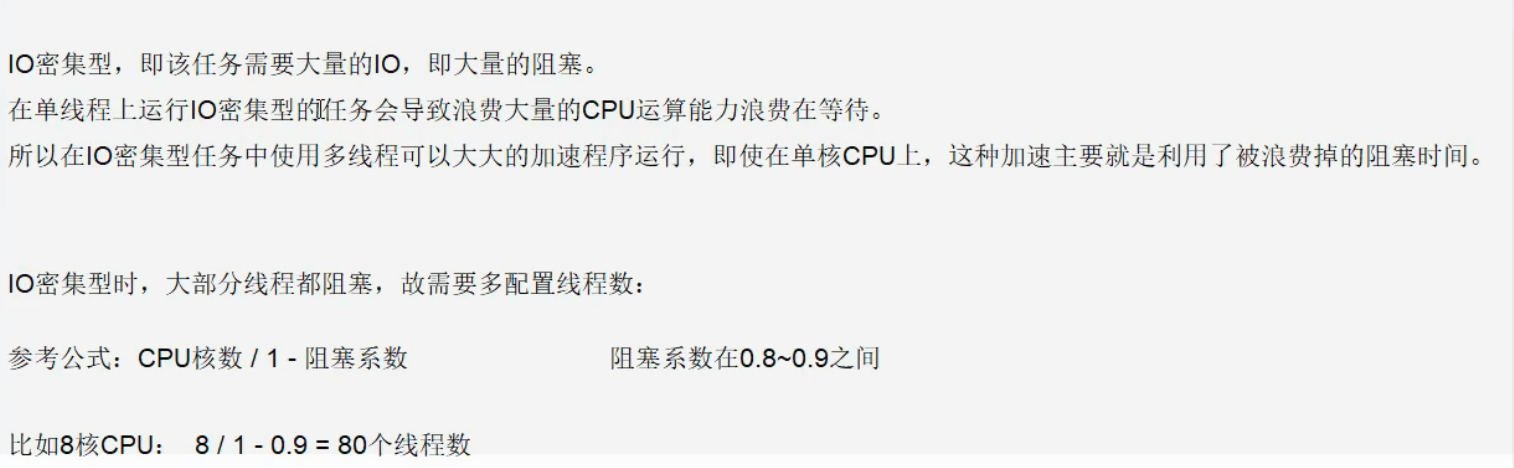 IO密集型，即该任务需要大量的IO，即大量的阻塞。
在单线程上运行IO密集型的任务会导致浪费大量的CPU运算能力浪费在等待。
所以在IO密集型任务中使用多线程可以大大的加速程序运行，即使在单核CPU上，这种加速主要就是利用了被浪费掉的阻塞时间。
IO密集型时，大部分线程都阻塞，故需要多配置线程数：
参考公式：CPU核数 / 1 - 阻塞系数 阻塞系数在0.8~0.9之间
比如8核CPU： 8 / 1 - 0.9 = 80个线程数